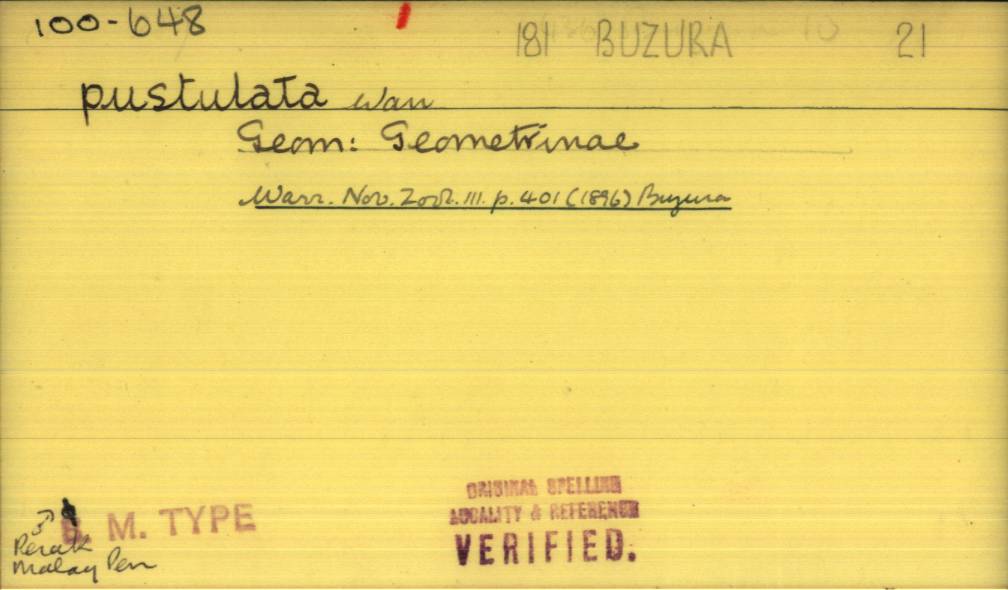 100-648
181 BUZURA 21
pustulata Warr
Geom: Geometrinae
Warr. Nov. Zool. III. p. 401 (1896) Buzura
ORIGINAL SPELLING
LOCALITY & REFERENCE
VERIFIED.
B. M. TYPE
♂
Perak
Malay Pen